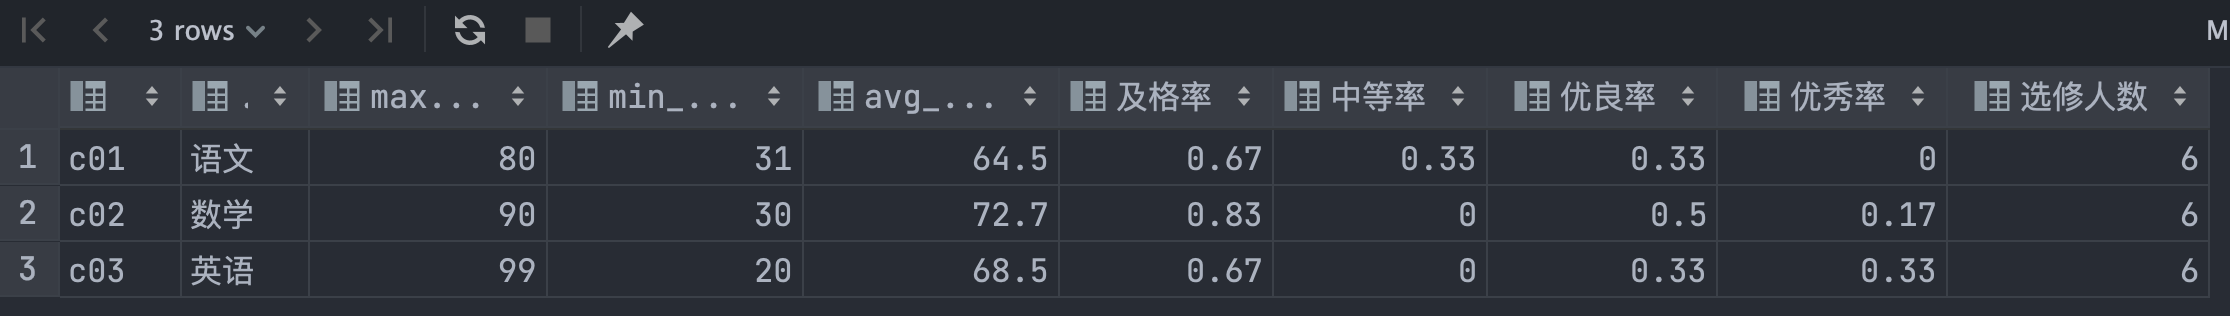 3 rows
M
. max... min_... avg_... 及格率 中等率 优良率 优秀率 选修人数
1 c01 语文 80 31 64.5 0.67 0.33 0.33 0 6
2 c02 数学 90 30 72.7 0.83 0 0.5 0.17 6
3 c03 英语 99 20 68.5 0.67 0 0.33 0.33 6